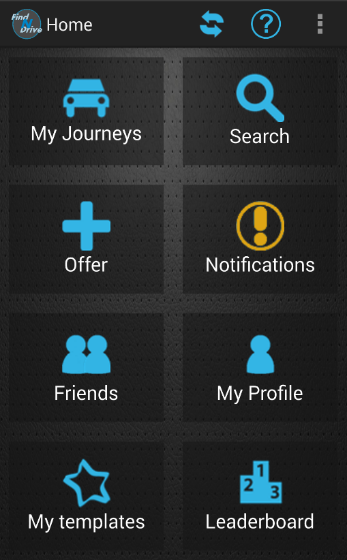 Find
N
Drive
Home
?
My Journeys
Search
Offer
Notifications
Friends
My Profile
My templates
1
2
3
Leaderboard